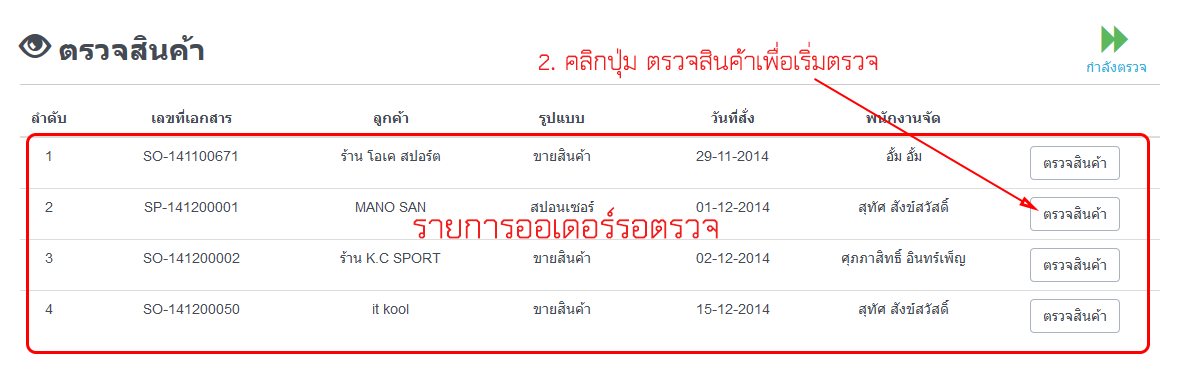 ตรวจสินค้า
2. คลิกปุ่ม ตรวจสินค้าเพื่อเริ่มตรวจ
กำลังตรวจ
ลำดับ เลขที่เอกสาร ลูกค้า รูปแบบ วันที่สั่ง พนักงานจัด
1 SO-141100671 ร้าน โอเค สปอร์ต ขายสินค้า 29-11-2014 อั้ม อั้ม ตรวจสินค้า
2 SP-141200001 MANO SAN สปอนเซอร์ 01-12-2014 สุทัศ สังข์สวัสดิ์ ตรวจสินค้า
รายการออเดอร์รอตรวจ
3 SO-141200002 ร้าน K.C SPORT ขายสินค้า 02-12-2014 ศุภภาสิทธิ์ อินทร์เพ็ญ ตรวจสินค้า
4 SO-141200050 it kool ขายสินค้า 15-12-2014 สุทัศ สังข์สวัสดิ์ ตรวจสินค้า